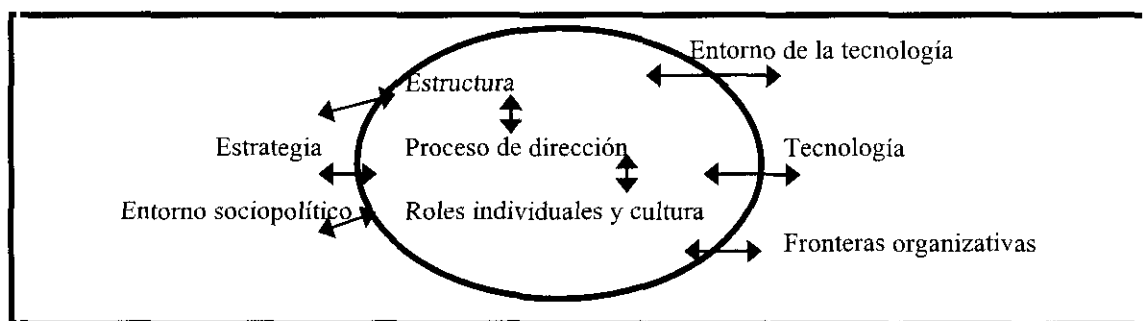 Entorno de la tecnología
Estructura
Estrategia
Proceso de dirección
Tecnología
Entorno sociopolítico
Roles individuales y cultura
Fronteras organizativas